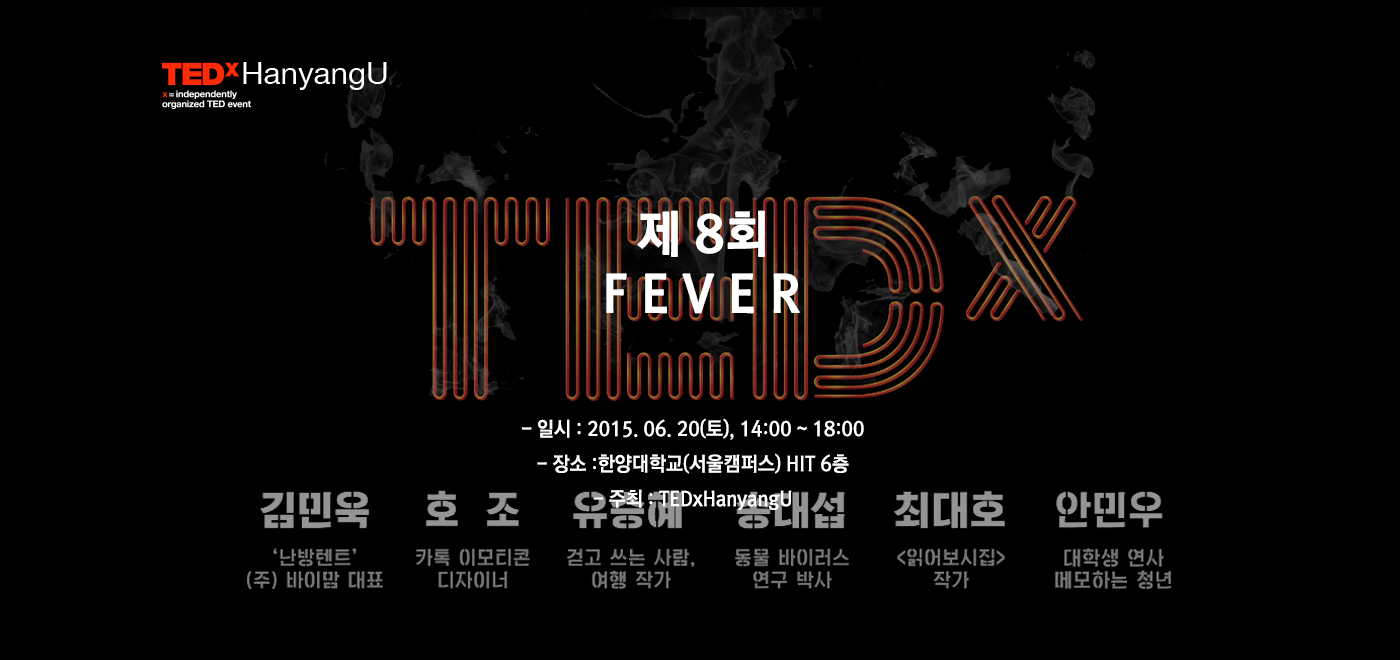 TEDxHanyangU
x = independently
organized TED event
TEDx
제 8회
FEVER
- 일시 : 2015. 06. 20(토), 14:00 ~ 18:00
- 장소 :한양대학교(서울캠퍼스) HIT 6층
- 주최 : TEDxHanyangU
김민욱 호 조 최대호 안민우
‘난방텐트’ 카톡 이모티콘 걷고 쓰는 사람, 동물 바이러스 <읽어보시집> 대학생 연사
(주) 바이맘 대표 디자이너 여행 작가 연구 박사 작가 메모하는 청년